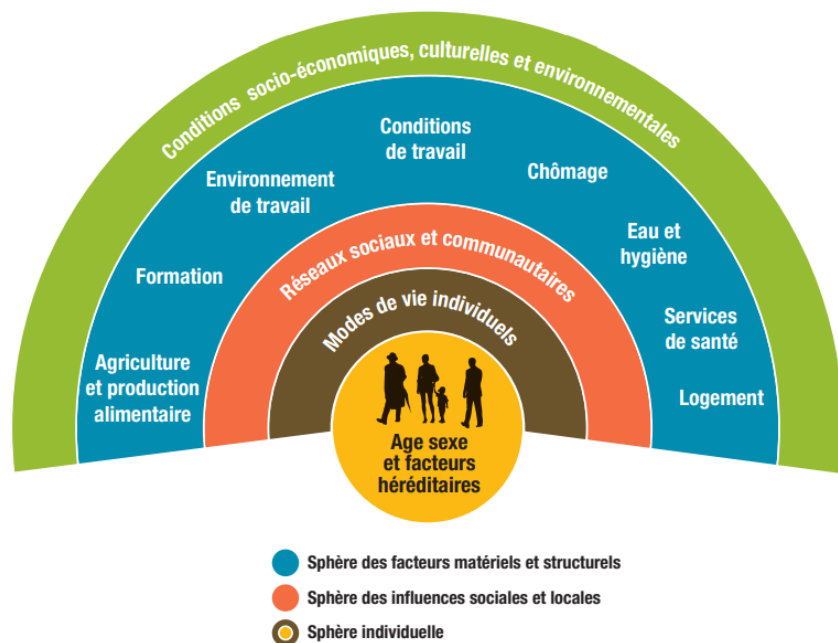 Conditions socio-économiques, culturelles et environnementales
Conditions
de travail
Environnement
de travail
Chômage
Eau et
hygiène
Formation
Services
de santé
Agriculture
et production
alimentaire
Logement
Réseaux sociaux et communautaires
Modes de vie individuels
Age sexe
et facteurs
héréditaires
Sphère des facteurs matériels et structurels
Sphère des influences sociales et locales
Sphère individuelle